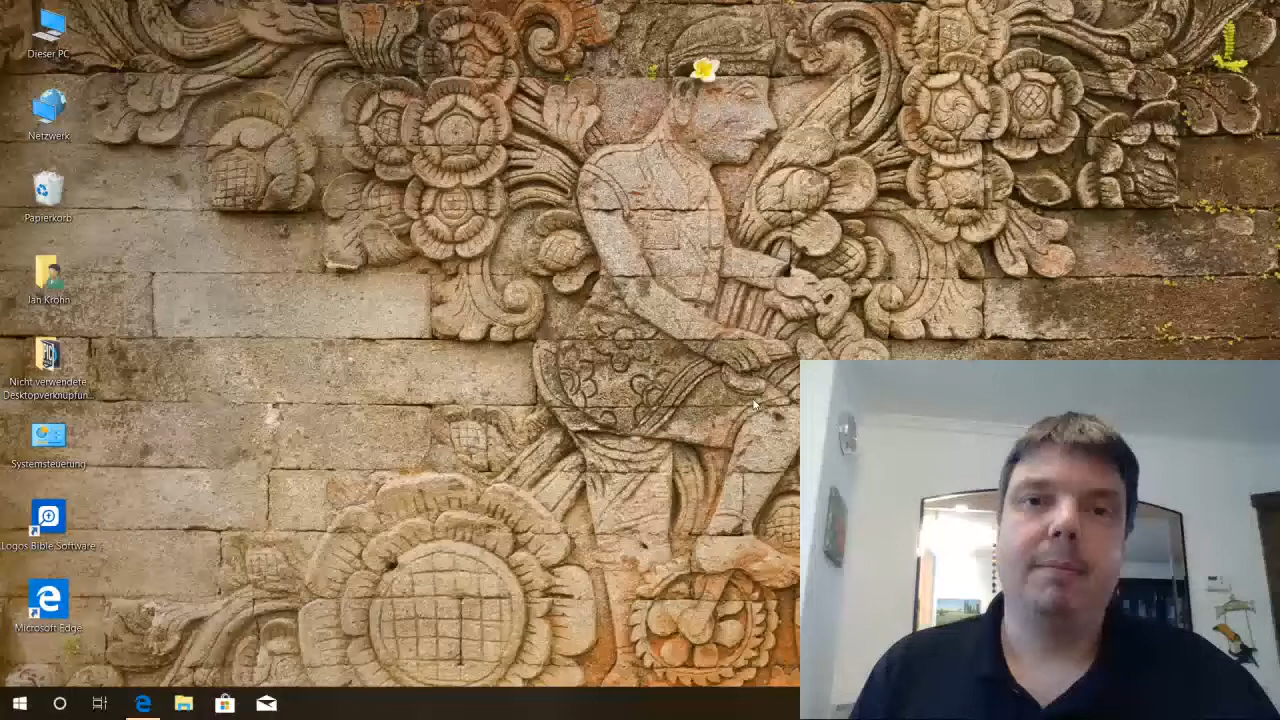 Dieser PC
Netzwerk
Papierkorb
Jan Krohn
Nicht verwendete
Desktopverknüpfun...
Systemsteuerung
Logos Bible Software
Microsoft Edge